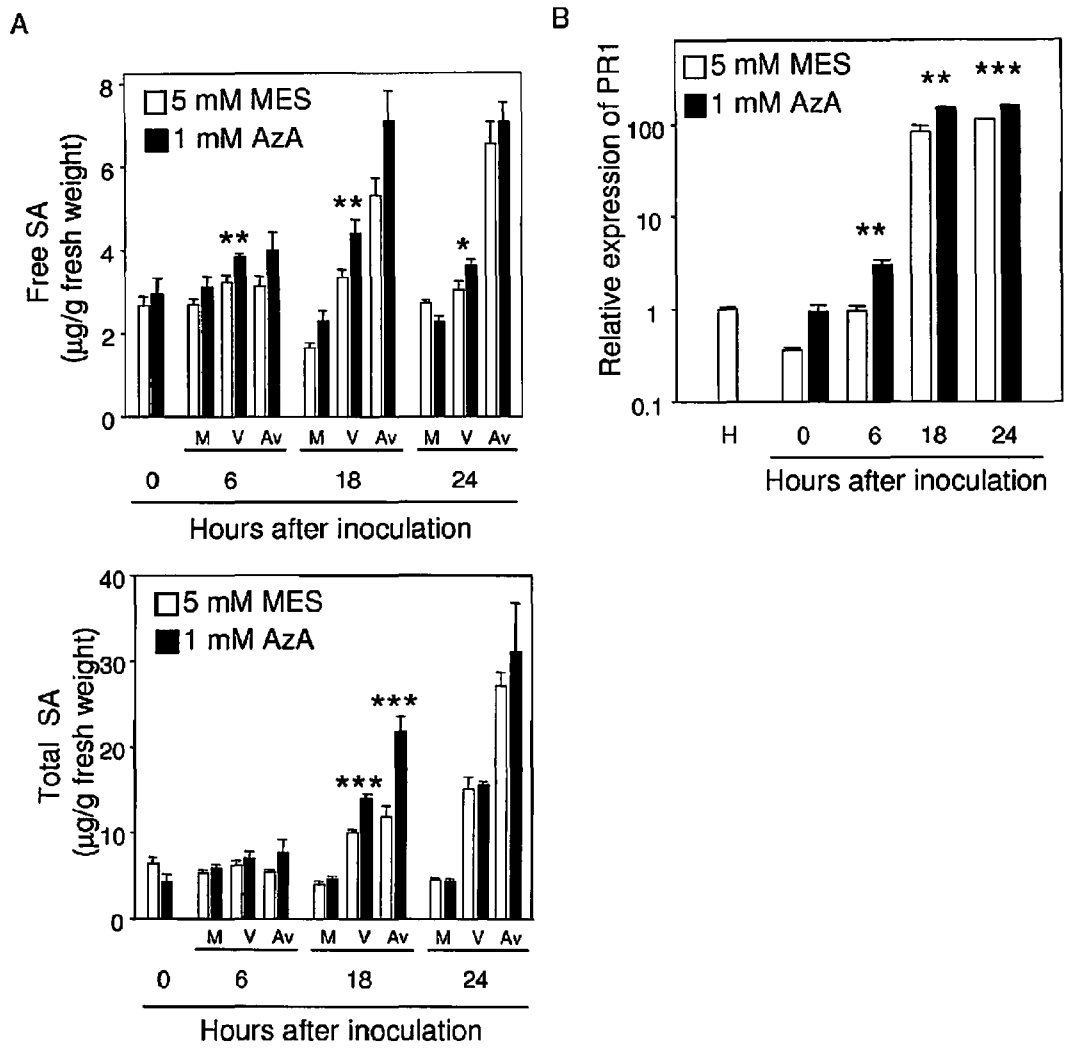 A
5 mM MES
1 mM AzA
Free SA
(µg/g fresh weight)
8
6
4
2
0
**
**
*
M V Av M V Av M V Av
0 6 18 24
Hours after inoculation
5 mM MES
1 mM AzA
Total SA
(µg/g fresh weight)
40
30
20
10
0
***
***
M V Av M V Av M V Av
0 6 18 24
Hours after inoculation
B
5 mM MES
1 mM AzA
Relative expression of PR1
100
10
1
0.1
**
**
***
H 0 6 18 24
Hours after inoculation